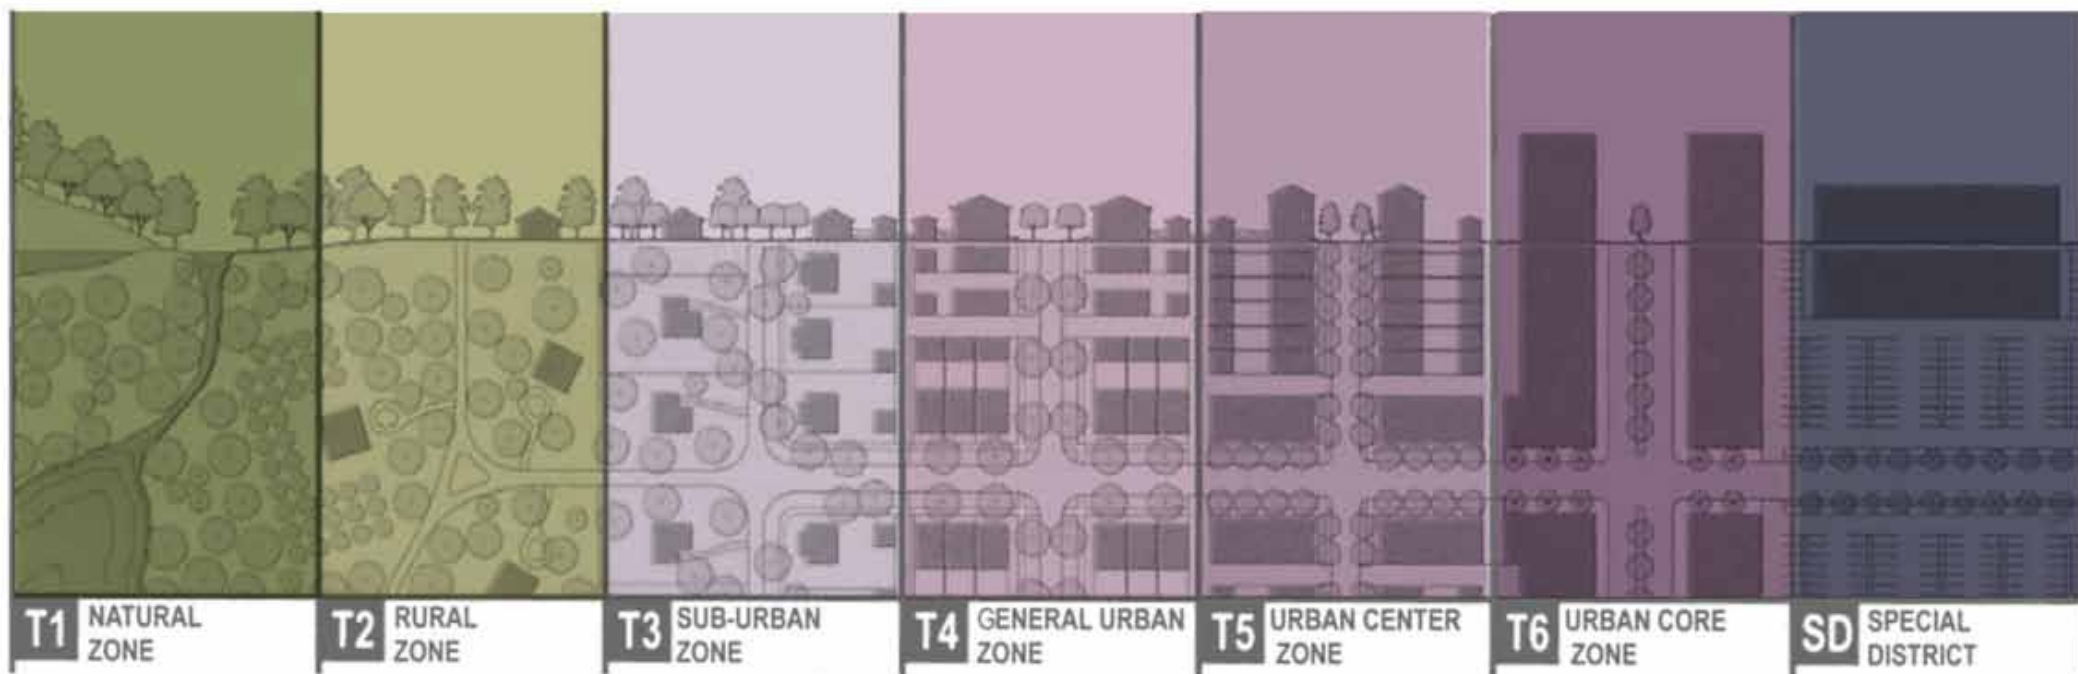 T1 NATURAL
ZONE
T2 RURAL
ZONE
T3 SUB-URBAN
ZONE
T4 GENERAL URBAN
ZONE
T5 URBAN CENTER
ZONE
T6 URBAN CORE
ZONE
SD SPECIAL
DISTRICT